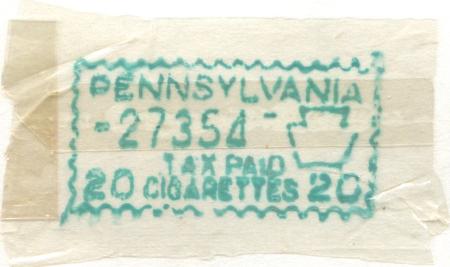 PENNSYLVANIA
-27354-
TAX PAID
20 CIGARETTES 20